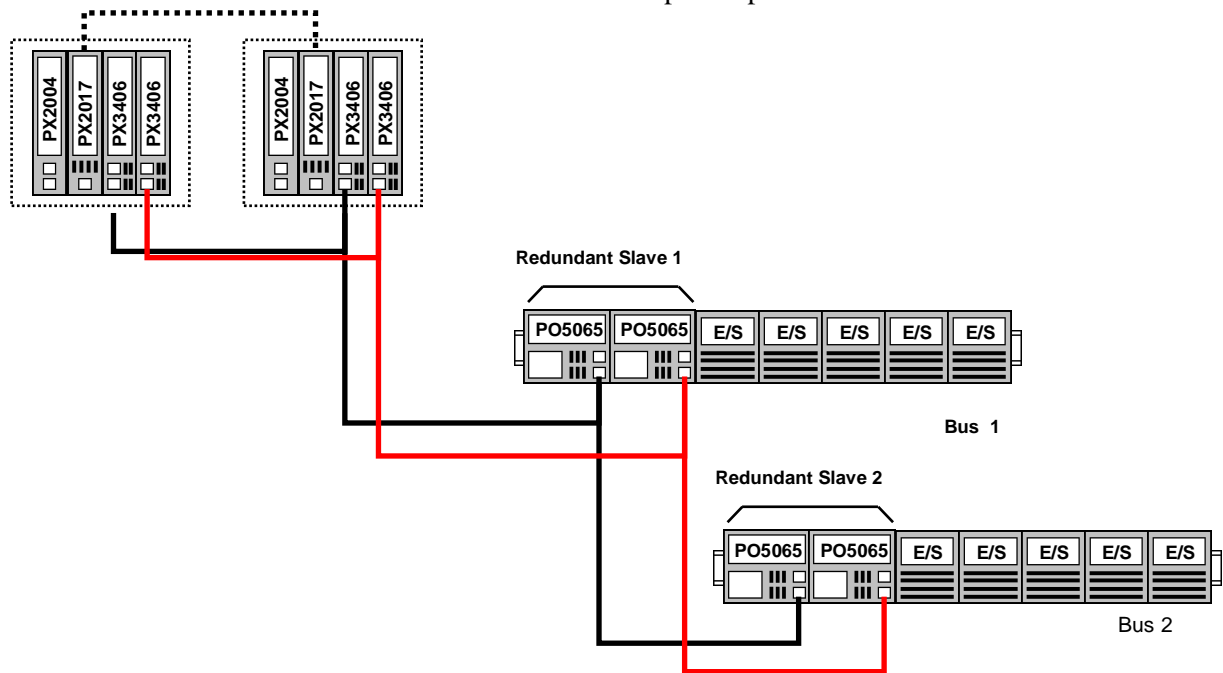 PX2004
PX2017
PX3406
PX3406
PX2004
PX2017
PX3406
PX3406
Redundant Slave 1
PO5065 PO5065 E/S E/S E/S E/S E/S
Bus 1
Redundant Slave 2
PO5065 PO5065 E/S E/S E/S E/S E/S
Bus 2